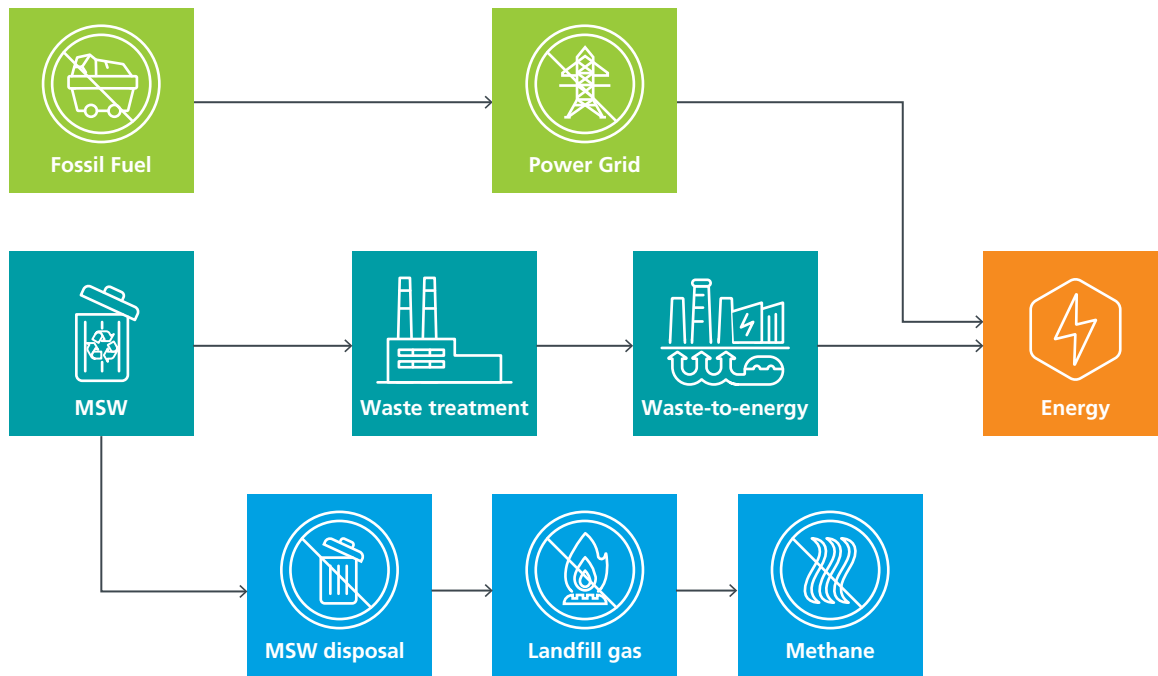 Fossil Fuel
Power Grid
MSW
Waste treatment
Waste-to-energy
Energy
MSW disposal
Landfill gas
Methane